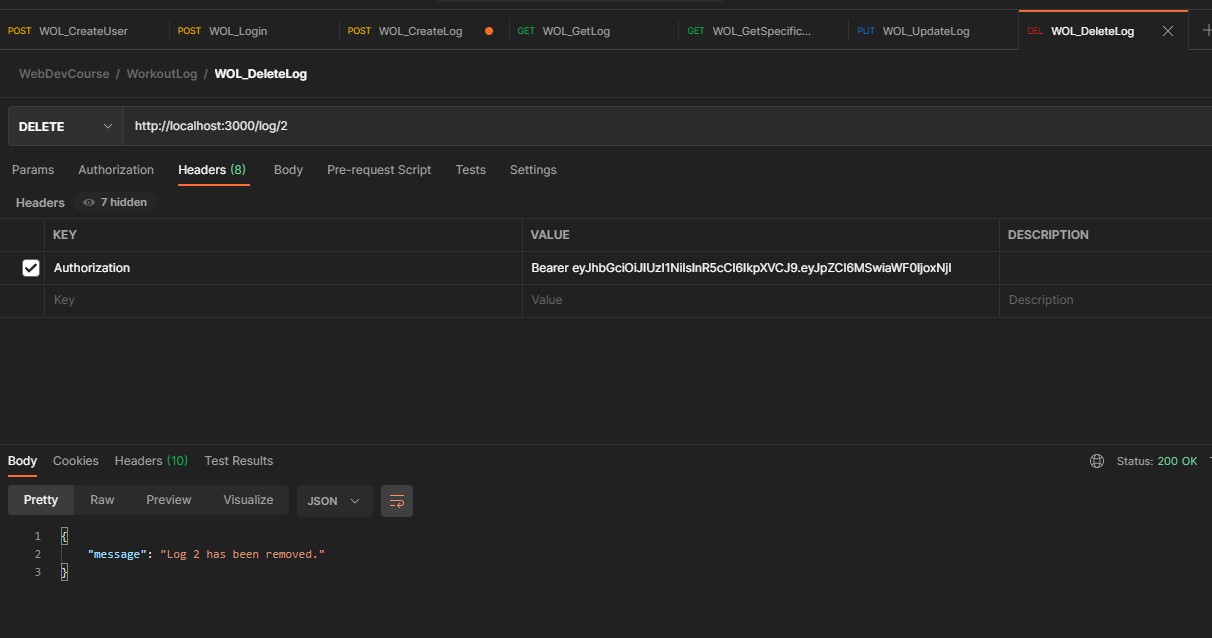 POST WOL_CreateUser POST WOL_Login POST WOL_CreateLog GET WOL_GetLog GET WOL_GetSpecific... PUT WOL_UpdateLog DEL WOL_DeleteLog
WebDevCourse / WorkoutLog / WOL_DeleteLog
DELETE http://localhost:3000/log/2
Params Authorization Headers (8) Body Pre-request Script Tests Settings
Headers 7 hidden
KEY VALUE DESCRIPTION
Authorization Bearer eyJhbGciOiJIUzI1NiIsInR5cCI6IkpXVCJ9.eyJpZCI6MSwiaWF0IjoxNjI
Key Value Description
Body Cookies Headers (10) Test Results Status: 200 OK
Pretty Raw Preview Visualize JSON
1 {
2 "message": "Log 2 has been removed."
3 }